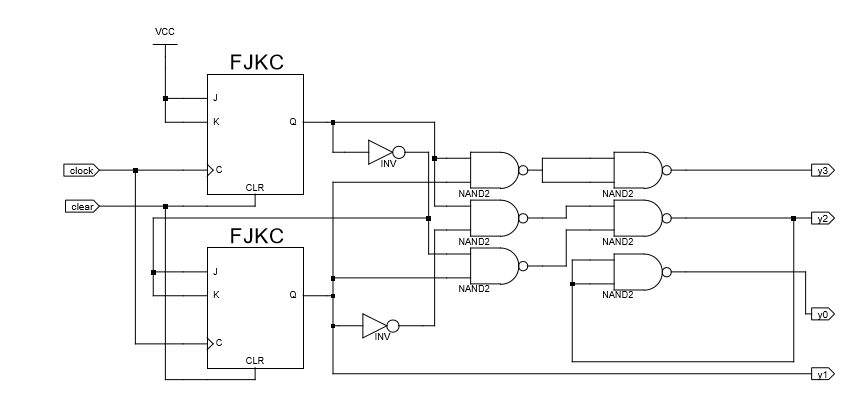 VCC
FJKC
J
K
Q
C
CLR
INV
clock
clear
NAND2
NAND2
y3
NAND2
NAND2
y2
FJKC
J
K
Q
C
CLR
NAND2
NAND2
y0
INV
y1